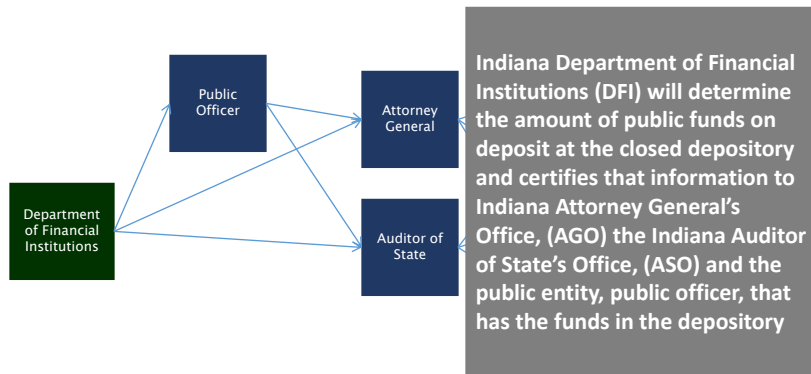 Public
Officer
Attorney
General
Department
of Financial
Institutions
Auditor of
State
Indiana Department of Financial
Institutions (DFI) will determine
the amount of public funds on
deposit at the closed depository
and certifies that information to
Indiana Attorney General’s
Office, (AGO) the Indiana Auditor
of State’s Office, (ASO) and the
public entity, public officer, that
has the funds in the depository